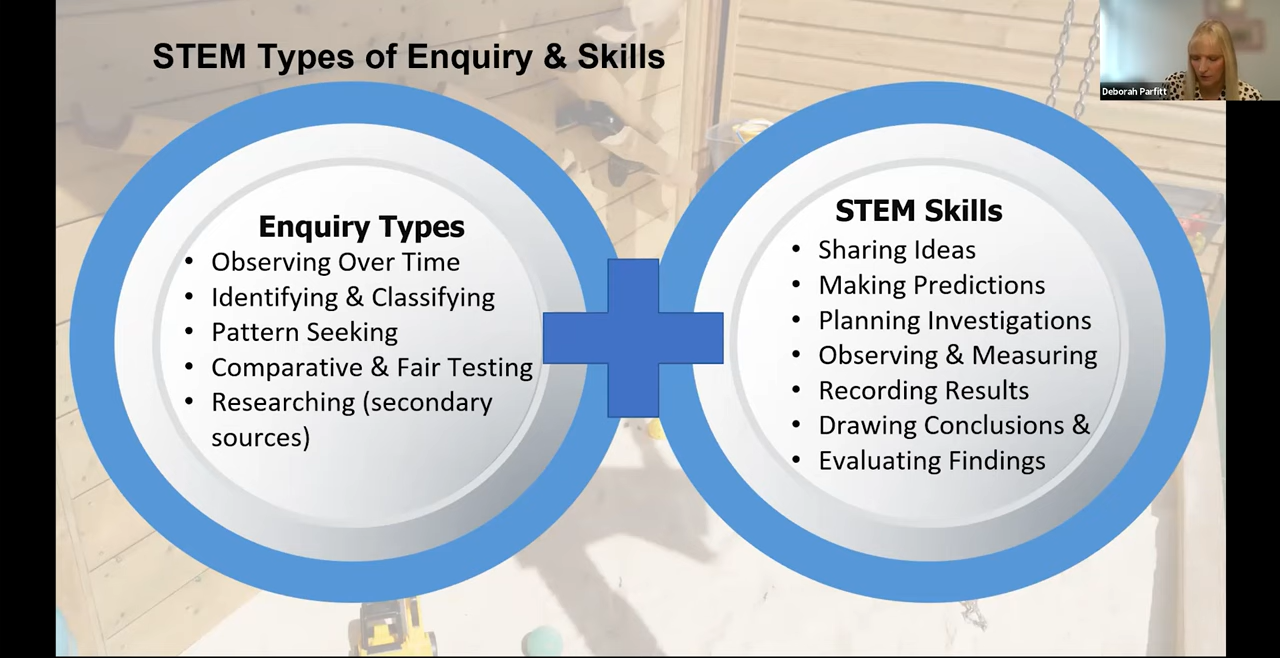 STEM Types of Enquiry & Skills
Deborah Parfitt
Enquiry Types
• Observing Over Time
• Identifying & Classifying
• Pattern Seeking
• Comparative & Fair Testing
• Researching (secondary
sources)
STEM Skills
• Sharing Ideas
• Making Predictions
• Planning Investigations
• Observing & Measuring
• Recording Results
• Drawing Conclusions &
• Evaluating Findings